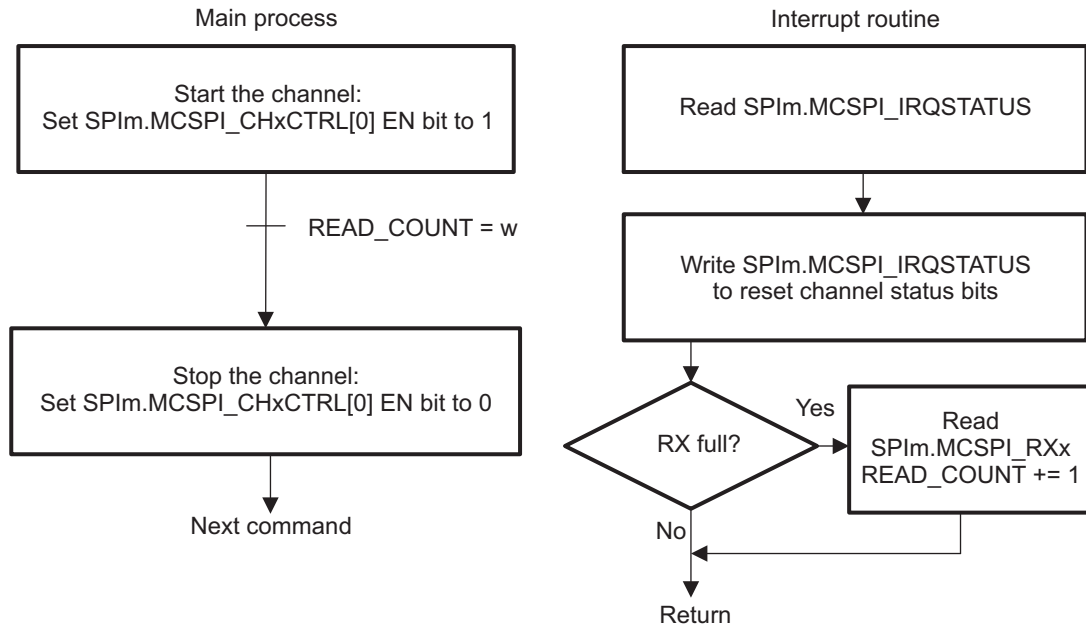 Main process
Start the channel:
Set SPIm.MCSPI_CHxCTRL[0] EN bit to 1
READ_COUNT = w
Stop the channel:
Set SPIm.MCSPI_CHxCTRL[0] EN bit to 0
Next command
Interrupt routine
Read SPIm.MCSPI_IRQSTATUS
Write SPIm.MCSPI_IRQSTATUS
to reset channel status bits
RX full?
Yes
Read
SPIm.MCSPI_RXx
READ_COUNT += 1
No
Return